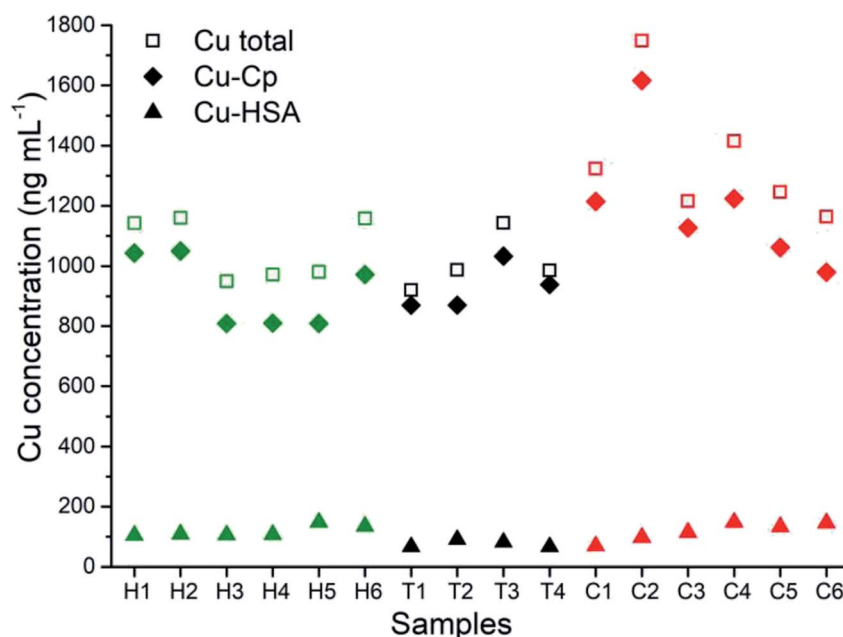 1800
1600
1400
1200
1000
800
600
400
200
0
Cu concentration (ng mL⁻¹)
Cu total
Cu-Cp
Cu-HSA
H1 H2 H3 H4 H5 H6 T1 T2 T3 T4 C1 C2 C3 C4 C5 C6
Samples